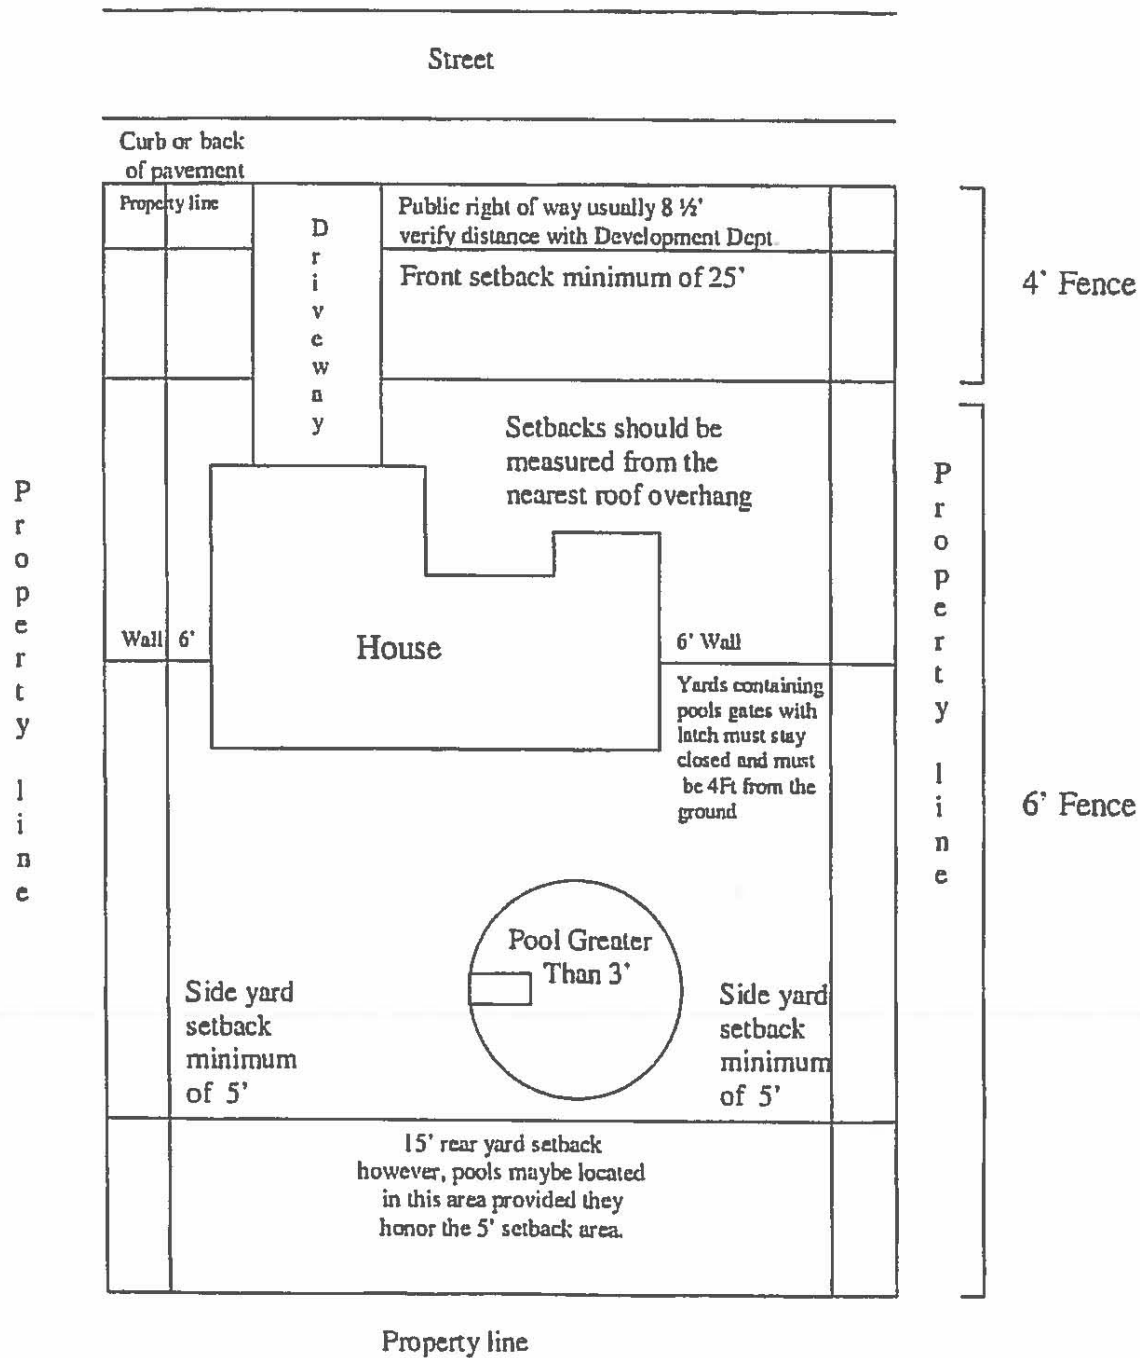 Street
Curb or back
of pavement
Property line
Public right of way usually 8 ½'
verify distance with Development Dept.
Front setback minimum of 25'
4' Fence
Driveway
Setbacks should be
measured from the
nearest roof overhang
Property line
Property line
Wall 6'
House
6' Wall
Yards containing
pools gates with
latch must stay
closed and must
be 4Ft from the
ground
6' Fence
Pool Greater
Than 3'
Side yard
setback
minimum
of 5'
Side yard
setback
minimum
of 5'
15' rear yard setback
however, pools maybe located
in this area provided they
honor the 5' setback area.
Property line